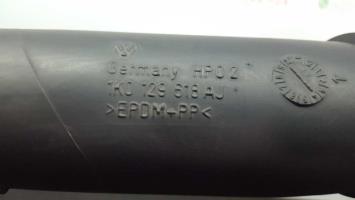 Germany HP02
1K0 129 618 AJ
>EPDM+PP<